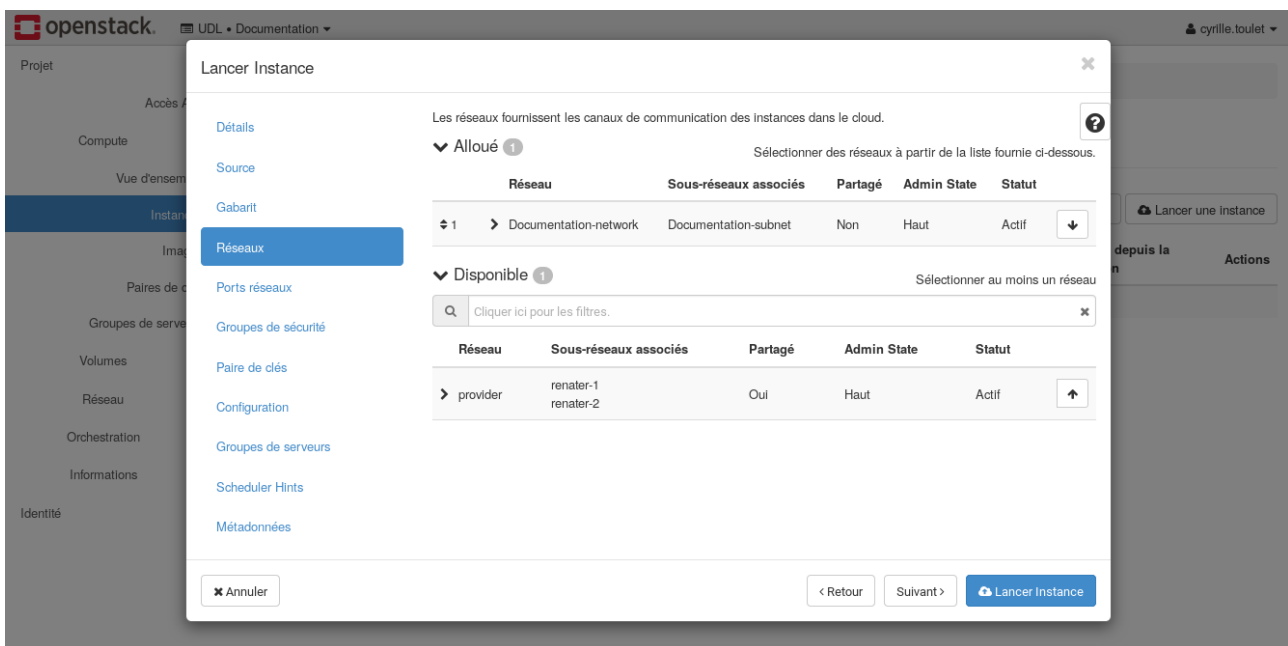 openstack. UDL • Documentation cyrille.toulet
Projet
Accès A
Compute
Vue d'ensem
Instan
Imag
Paires de c
Groupes de serve
Volumes
Réseau
Orchestration
Informations
Identité
Lancer Instance
Détails
Source
Gabarit
Réseaux
Ports réseaux
Groupes de sécurité
Paire de clés
Configuration
Groupes de serveurs
Scheduler Hints
Métadonnées
Les réseaux fournissent les canaux de communication des instances dans le cloud.
Alloué 1 Sélectionner des réseaux à partir de la liste fournie ci-dessous.
Réseau Sous-réseaux associés Partagé Admin State Statut
1 Documentation-network Documentation-subnet Non Haut Actif
Disponible 1 Sélectionner au moins un réseau
Cliquer ici pour les filtres.
Réseau Sous-réseaux associés Partagé Admin State Statut
provider renater-1 Oui Haut Actif
renater-2
Annuler < Retour Suivant > Lancer Instance
Lancer une instance
depuis la
n Actions